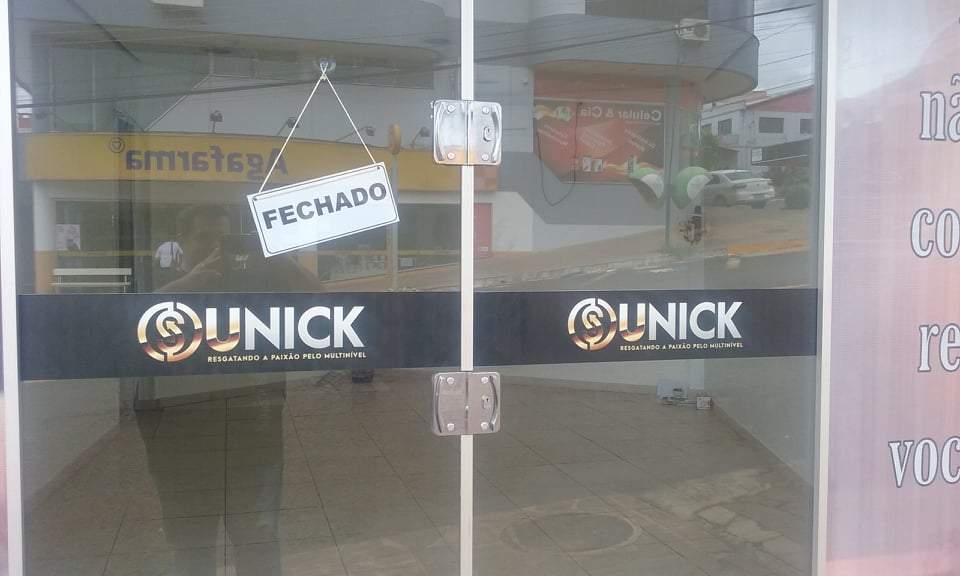 Celular & Cia
Agafarma
FECHADO
UNICK
RESGATANDO A PAIXÃO PELO MULTINÍVEL
UNICK
RESGATANDO A PAIXÃO PELO MULTINÍVEL
nã
co
re
voc